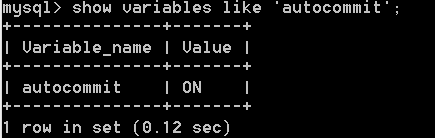 mysql> show variables like 'autocommit';
+---------------+-------+
| Variable_name | Value |
+---------------+-------+
| autocommit    | ON    |
+---------------+-------+
1 row in set (0.12 sec)